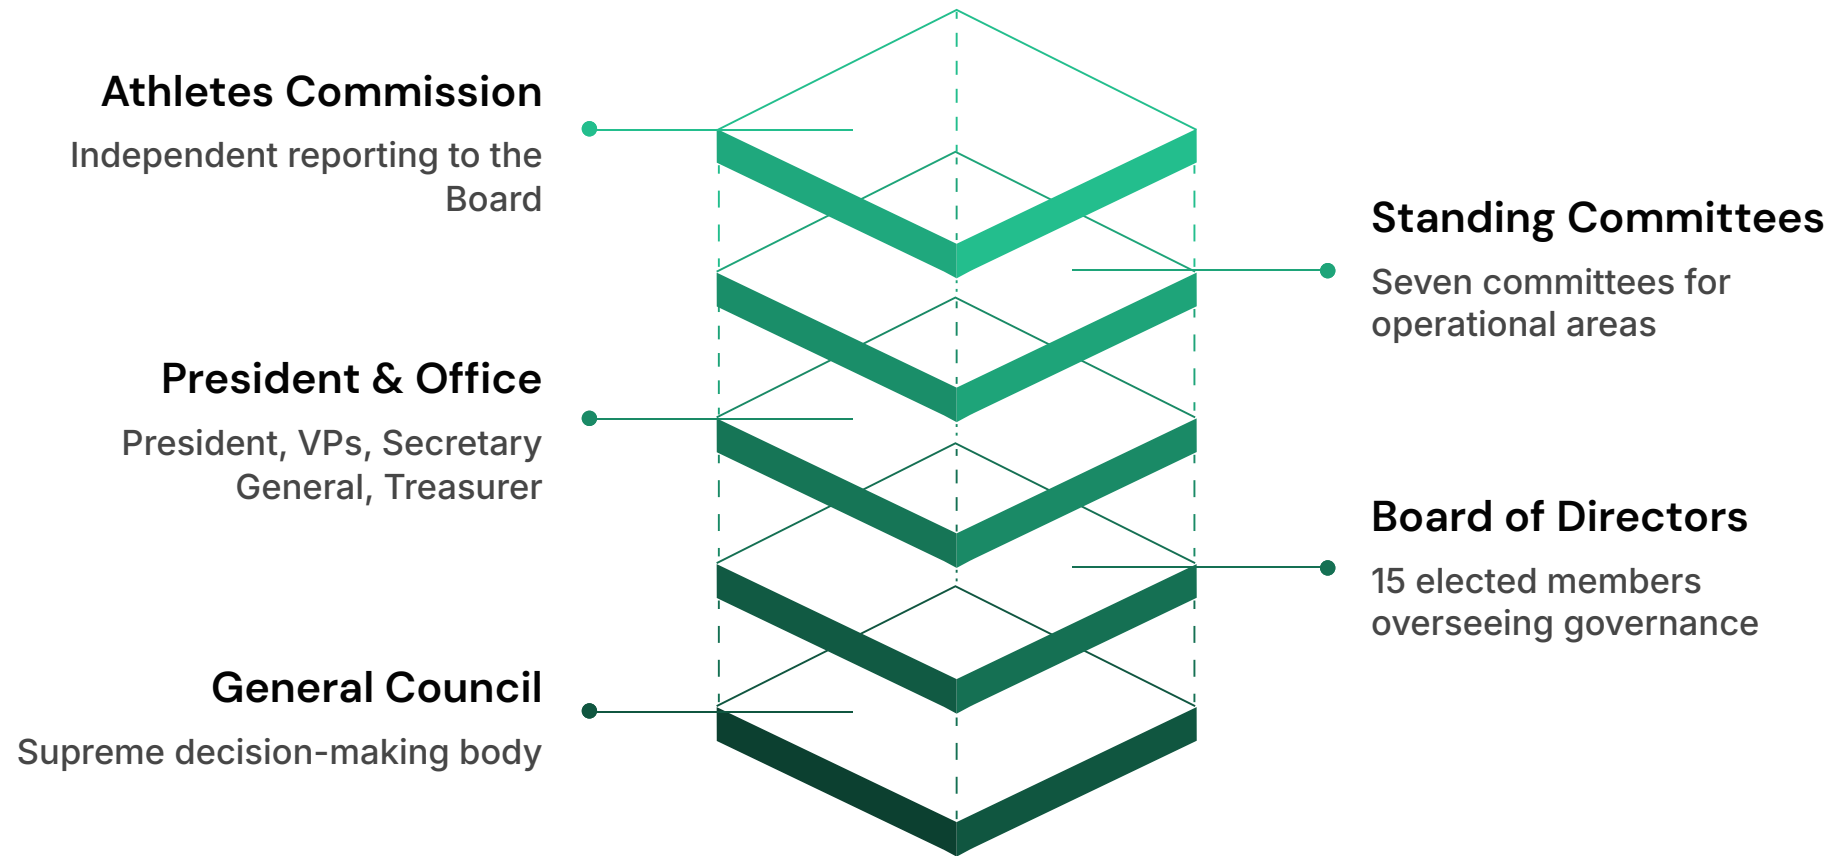 Athletes Commission
Independent reporting to the
Board
Standing Committees
Seven committees for
operational areas
President & Office
President, VPs, Secretary
General, Treasurer
Board of Directors
15 elected members
overseeing governance
General Council
Supreme decision-making body